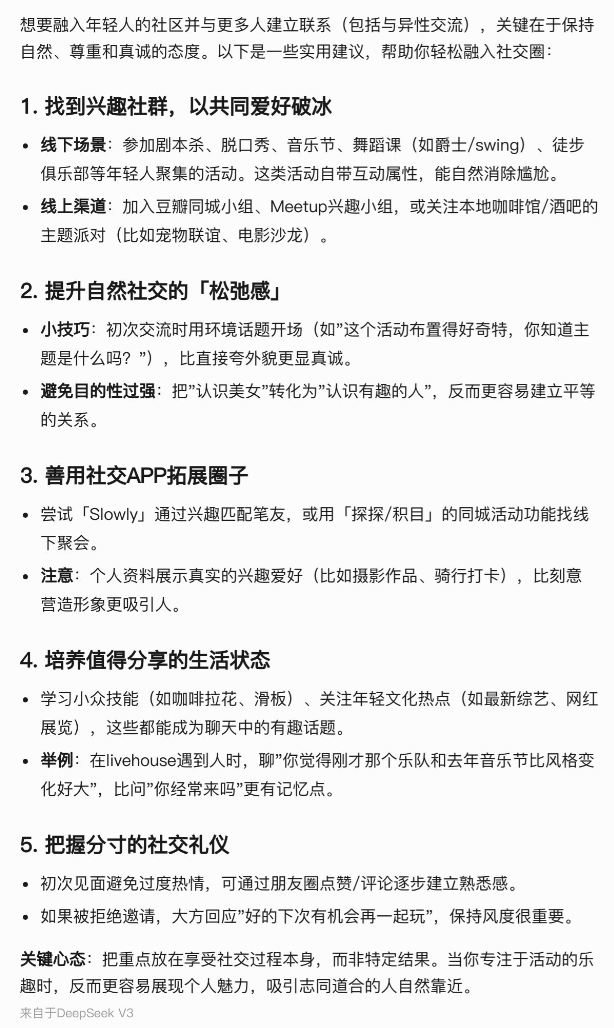 想要融入年轻人的社区并与更多人建立联系（包括与异性交流），关键在于保持
自然、尊重和真诚的态度。以下是一些实用建议，帮助你轻松融入社交圈：
1. 找到兴趣社群，以共同爱好破冰
• 线下场景：参加剧本杀、脱口秀、音乐节、舞蹈课（如爵士/swing）、徒步
俱乐部等年轻人聚集的活动。这类活动自带互动属性，能自然消除尴尬。
• 线上渠道：加入豆瓣同城小组、Meetup兴趣小组，或关注本地咖啡馆/酒吧的
主题派对（比如宠物联谊、电影沙龙）。
2. 提升自然社交的「松弛感」
• 小技巧：初次交流时用环境话题开场（如”这个活动布置得好奇特，你知道主
题是什么吗？”），比直接夸外貌更显真诚。
• 避免目的性过强：把”认识美女”转化为”认识有趣的人”，反而更容易建立平等
的关系。
3. 善用社交APP拓展圈子
• 尝试「Slowly」通过兴趣匹配笔友，或用「探探/积目」的同城活动功能找线
下聚会。
• 注意：个人资料展示真实的兴趣爱好（比如摄影作品、骑行打卡），比刻意
营造形象更吸引人。
4. 培养值得分享的生活状态
• 学习小众技能（如咖啡拉花、滑板）、关注年轻文化热点（如最新综艺、网红
展览），这些都能成为聊天中的有趣话题。
• 举例：在livehouse遇到人时，聊”你觉得刚才那个乐队和去年音乐节比风格变
化好大”，比问”你经常来吗”更有记忆点。
5. 把握分寸的社交礼仪
• 初次见面避免过度热情，可通过朋友圈点赞/评论逐步建立熟悉感。
• 如果被拒绝邀请，大方回应”好的下次有机会再一起玩”，保持风度很重要。
关键心态：把重点放在享受社交过程本身，而非特定结果。当你专注于活动的乐
趣时，反而更容易展现个人魅力，吸引志同道合的人自然靠近。
来自于DeepSeek V3